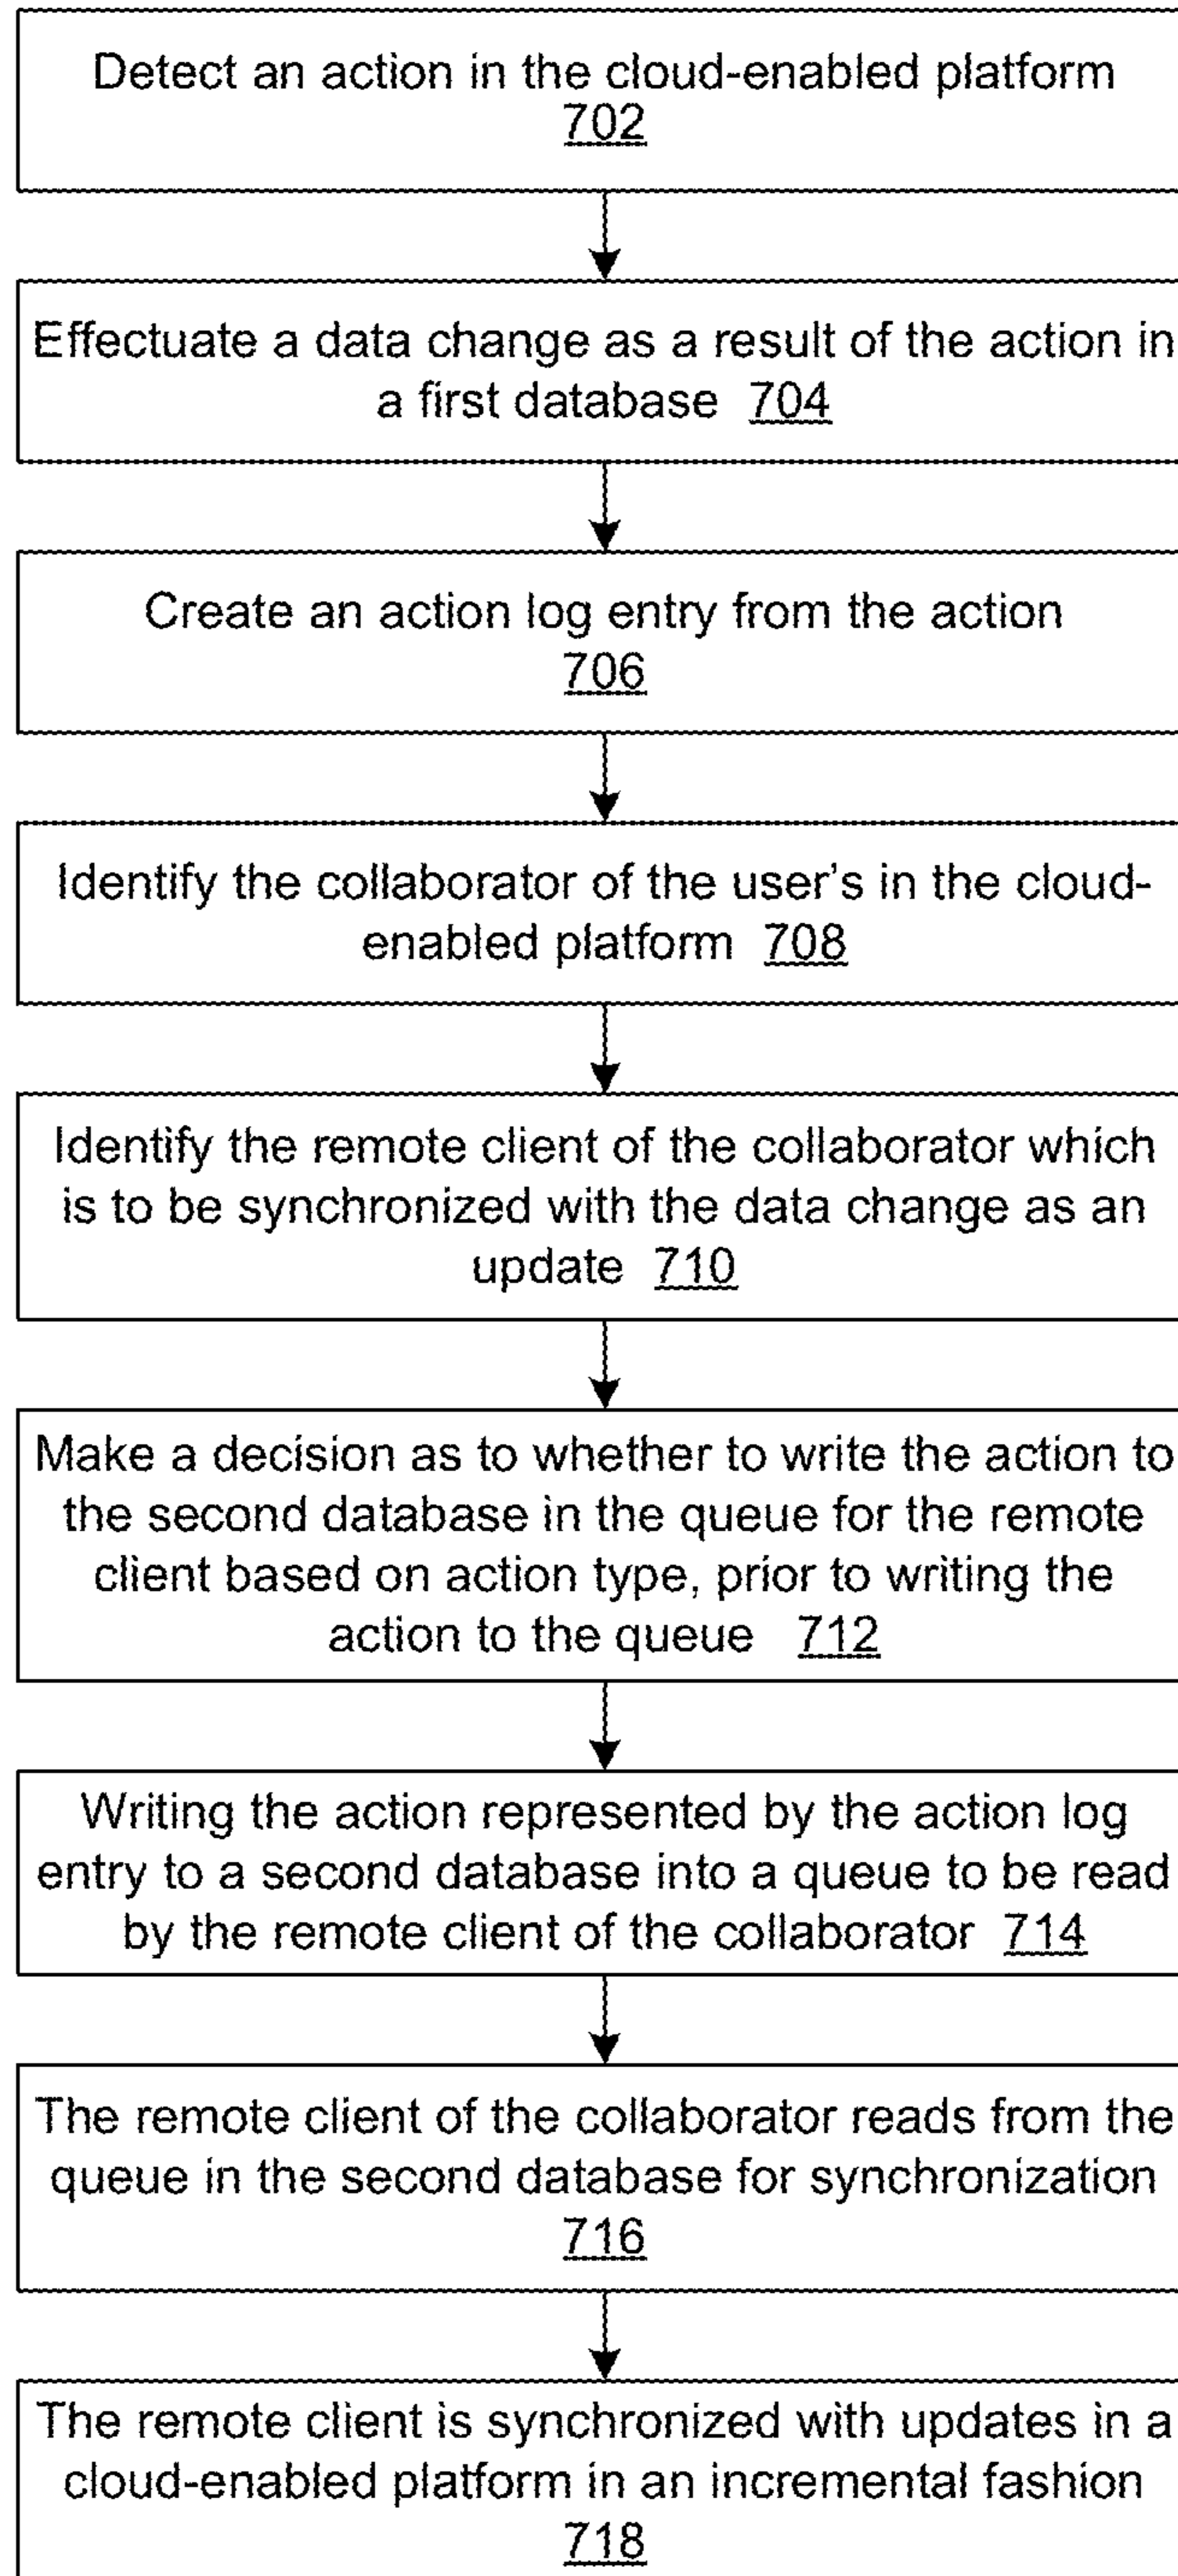 Detect an action in the cloud-enabled platform
702
Effectuate a data change as a result of the action in
a first database 704
Create an action log entry from the action
706
Identify the collaborator of the user's in the cloud-
enabled platform 708
Identify the remote client of the collaborator which
is to be synchronized with the data change as an
update 710
Make a decision as to whether to write the action to
the second database in the queue for the remote
client based on action type, prior to writing the
action to the queue 712
Writing the action represented by the action log
entry to a second database into a queue to be read
by the remote client of the collaborator 714
The remote client of the collaborator reads from the
queue in the second database for synchronization
716
The remote client is synchronized with updates in a
cloud-enabled platform in an incremental fashion
718